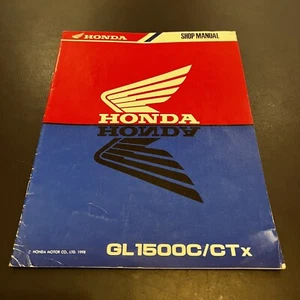 HONDA
SHOP MANUAL
HONDA
HONDA
© HONDA MOTOR CO., LTD. 1998
GL1500C/CTX